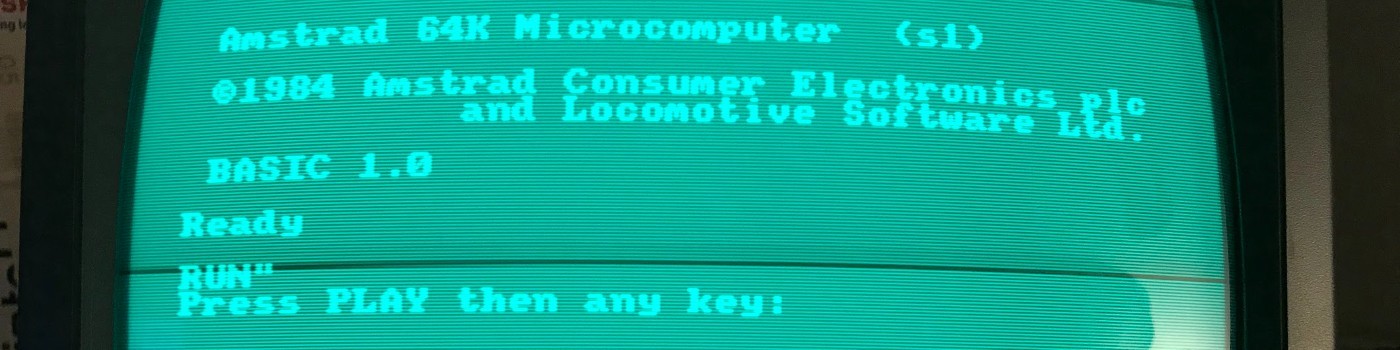 Amstrad 64K Microcomputer (s1)
©1984 Amstrad Consumer Electronics plc
and Locomotive Software Ltd.
BASIC 1.0
Ready
RUN"
Press PLAY then any key: